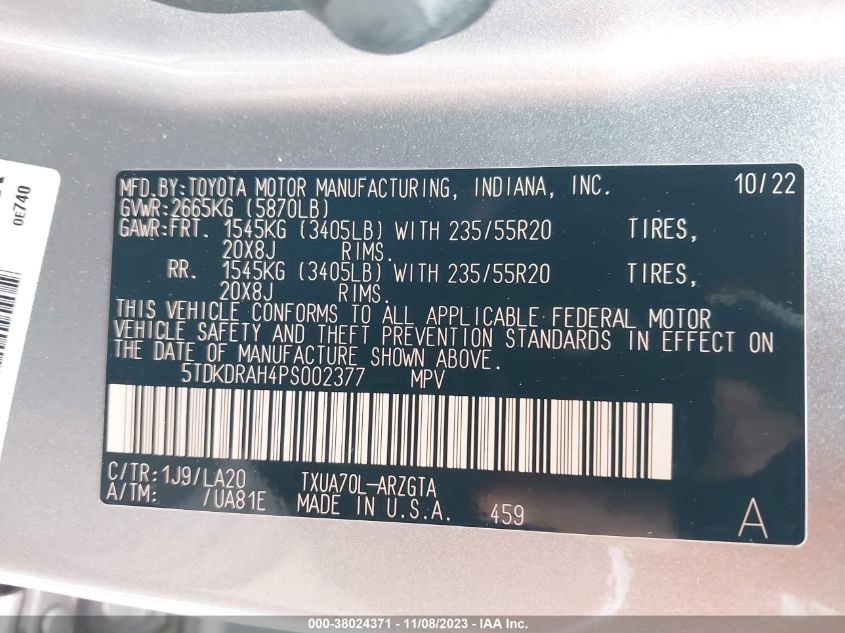 0E740
MFD.BY:TOYOTA MOTOR MANUFACTURING, INDIANA, INC. 10/22
GVWR:2665KG (5870LB)
GAWR:FRT. 1545KG (3405LB) WITH 235/55R20 TIRES,
20X8J RIMS.
RR. 1545KG (3405LB) WITH 235/55R20 TIRES,
20X8J RIMS.
THIS VEHICLE CONFORMS TO ALL APPLICABLE FEDERAL MOTOR
VEHICLE SAFETY AND THEFT PREVENTION STANDARDS IN EFFECT ON
THE DATE OF MANUFACTURE SHOWN ABOVE.
5TDKDRAH4PS002377 MPV
C/TR:1J9/LA20 TXUA70L-ARZGTA
A/TM: /UA81E MADE IN U.S.A. 459
A
000-38024371 - 11/08/2023 - IAA Inc.